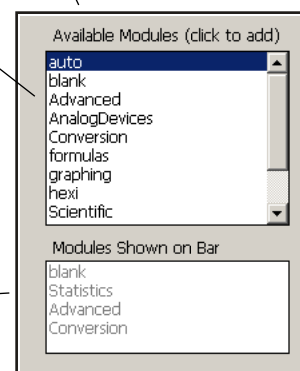 Available Modules (click to add)
auto
blank
Advanced
AnalogDevices
Conversion
formulas
graphing
hexi
Scientific
Modules Shown on Bar
blank
Statistics
Advanced
Conversion